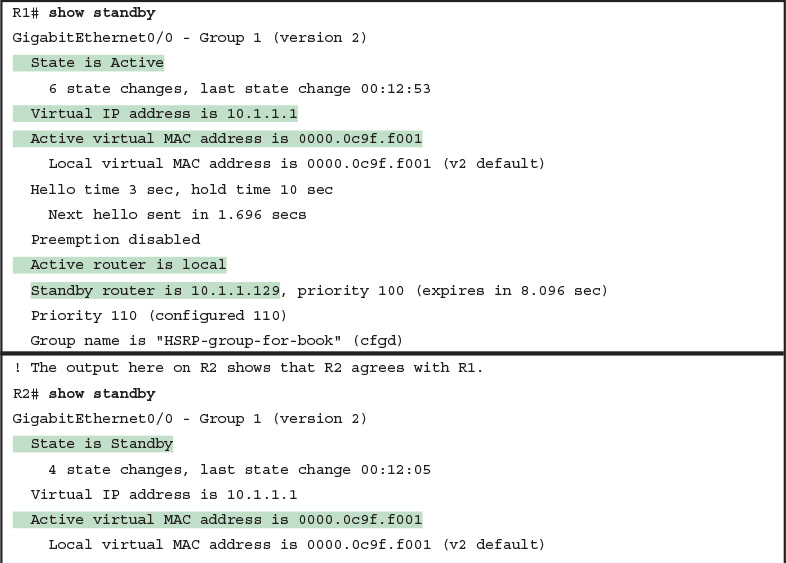 R1# show standby
GigabitEthernet0/0 - Group 1 (version 2)
State is Active
6 state changes, last state change 00:12:53
Virtual IP address is 10.1.1.1
Active virtual MAC address is 0000.0c9f.f001
Local virtual MAC address is 0000.0c9f.f001 (v2 default)
Hello time 3 sec, hold time 10 sec
Next hello sent in 1.696 secs
Preemption disabled
Active router is local
Standby router is 10.1.1.129, priority 100 (expires in 8.096 sec)
Priority 110 (configured 110)
Group name is "HSRP-group-for-book" (cfgd)
! The output here on R2 shows that R2 agrees with R1.
R2# show standby
GigabitEthernet0/0 - Group 1 (version 2)
State is Standby
4 state changes, last state change 00:12:05
Virtual IP address is 10.1.1.1
Active virtual MAC address is 0000.0c9f.f001
Local virtual MAC address is 0000.0c9f.f001 (v2 default)